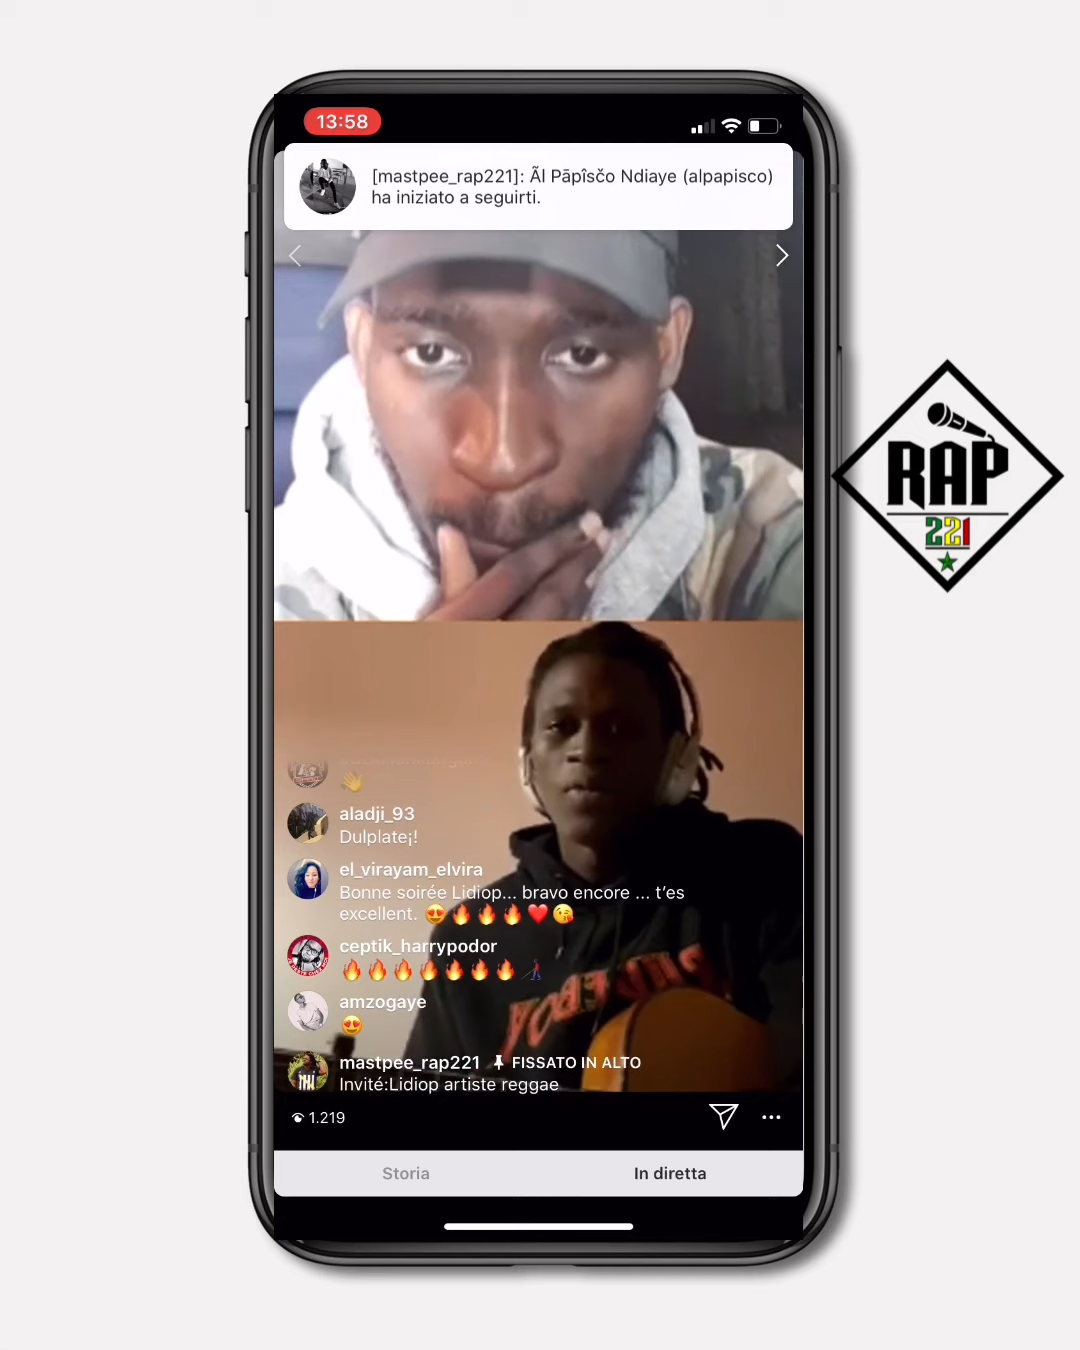 13:58
[mastpee_rap221]: Ãl Pāpîsčo Ndiaye (alpapisco)
ha iniziato a seguirti.
RAP
221
👋
aladji_93
Dulplate¡!
el_virayam_elvira
Bonne soirée Lidiop... bravo encore ... t’es
excellent. 😍🔥🔥🔥❤️😘
ceptik_harrypodor
🔥🔥🔥🔥🔥🔥🔥
amzogaye
😍
mastpee_rap221 📌 FISSATO IN ALTO
Invité:Lidiop artiste reggae
1.219
Storia
In diretta